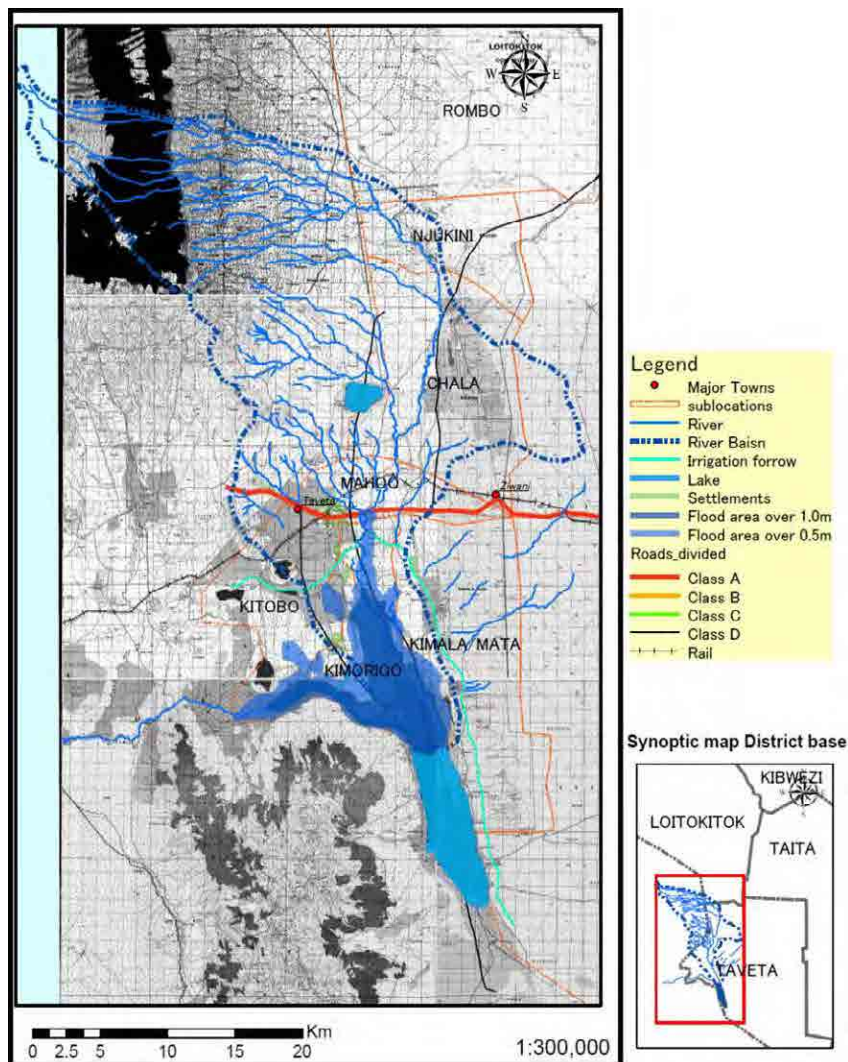 LOITOKITOK
N
W E
S
ROMBO
NJUKINI
CHALA
MAHOO
Taveta
Ziwani
KITOBO
KIMALA/MATA
KIMORIGO
Km
0 2.5 5 10 15 20
1:300,000
Legend
Major Towns
sublocations
River
River Baisn
Irrigation forrow
Lake
Settlements
Flood area over 1.0m
Flood area over 0.5m
Roads_divided
Class A
Class B
Class C
Class D
Rail
Synoptic map District base
KIBWEZI
LOITOKITOK
TAITA
TAVETA